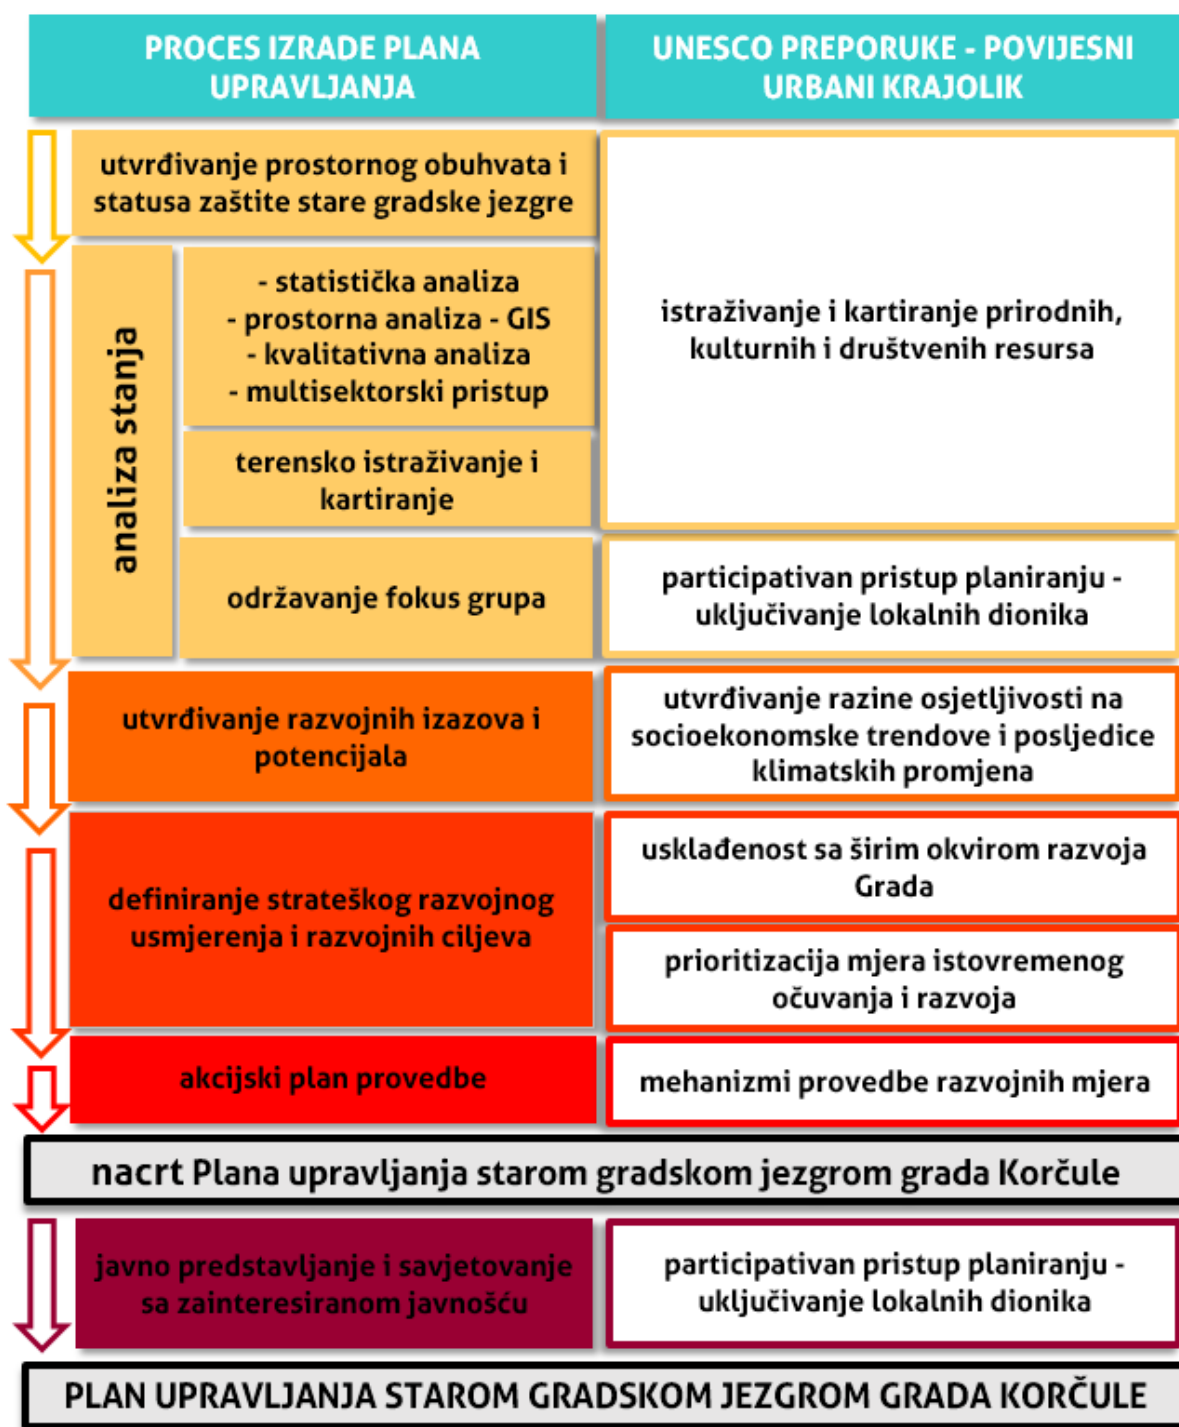 PROCES IZRADE PLANA
UPRAVLJANJA
UNESCO PREPORUKE - POVIJESNI
URBANI KRAJOLIK
utvrđivanje prostornog obuhvata i
statusa zaštite stare gradske jezgre
analiza stanja
- statistička analiza
- prostorna analiza - GIS
- kvalitativna analiza
- multisektorski pristup
terensko istraživanje i
kartiranje
istraživanje i kartiranje prirodnih,
kulturnih i društvenih resursa
održavanje fokus grupa
participativan pristup planiranju -
uključivanje lokalnih dionika
utvrđivanje razvojnih izazova i
potencijala
utvrđivanje razine osjetljivosti na
socioekonomske trendove i posljedice
klimatskih promjena
definiranje strateškog razvojnog
usmjerenja i razvojnih ciljeva
usklađenost sa širim okvirom razvoja
Grada
prioritizacija mjera istovremenog
očuvanja i razvoja
akcijski plan provedbe
mehanizmi provedbe razvojnih mjera
nacrt Plana upravljanja starom gradskom jezgrom grada Korčule
javno predstavljanje i savjetovanje
sa zainteresiranom javnošću
participativan pristup planiranju -
uključivanje lokalnih dionika
PLAN UPRAVLJANJA STAROM GRADSKOM JEZGROM GRADA KORČULE